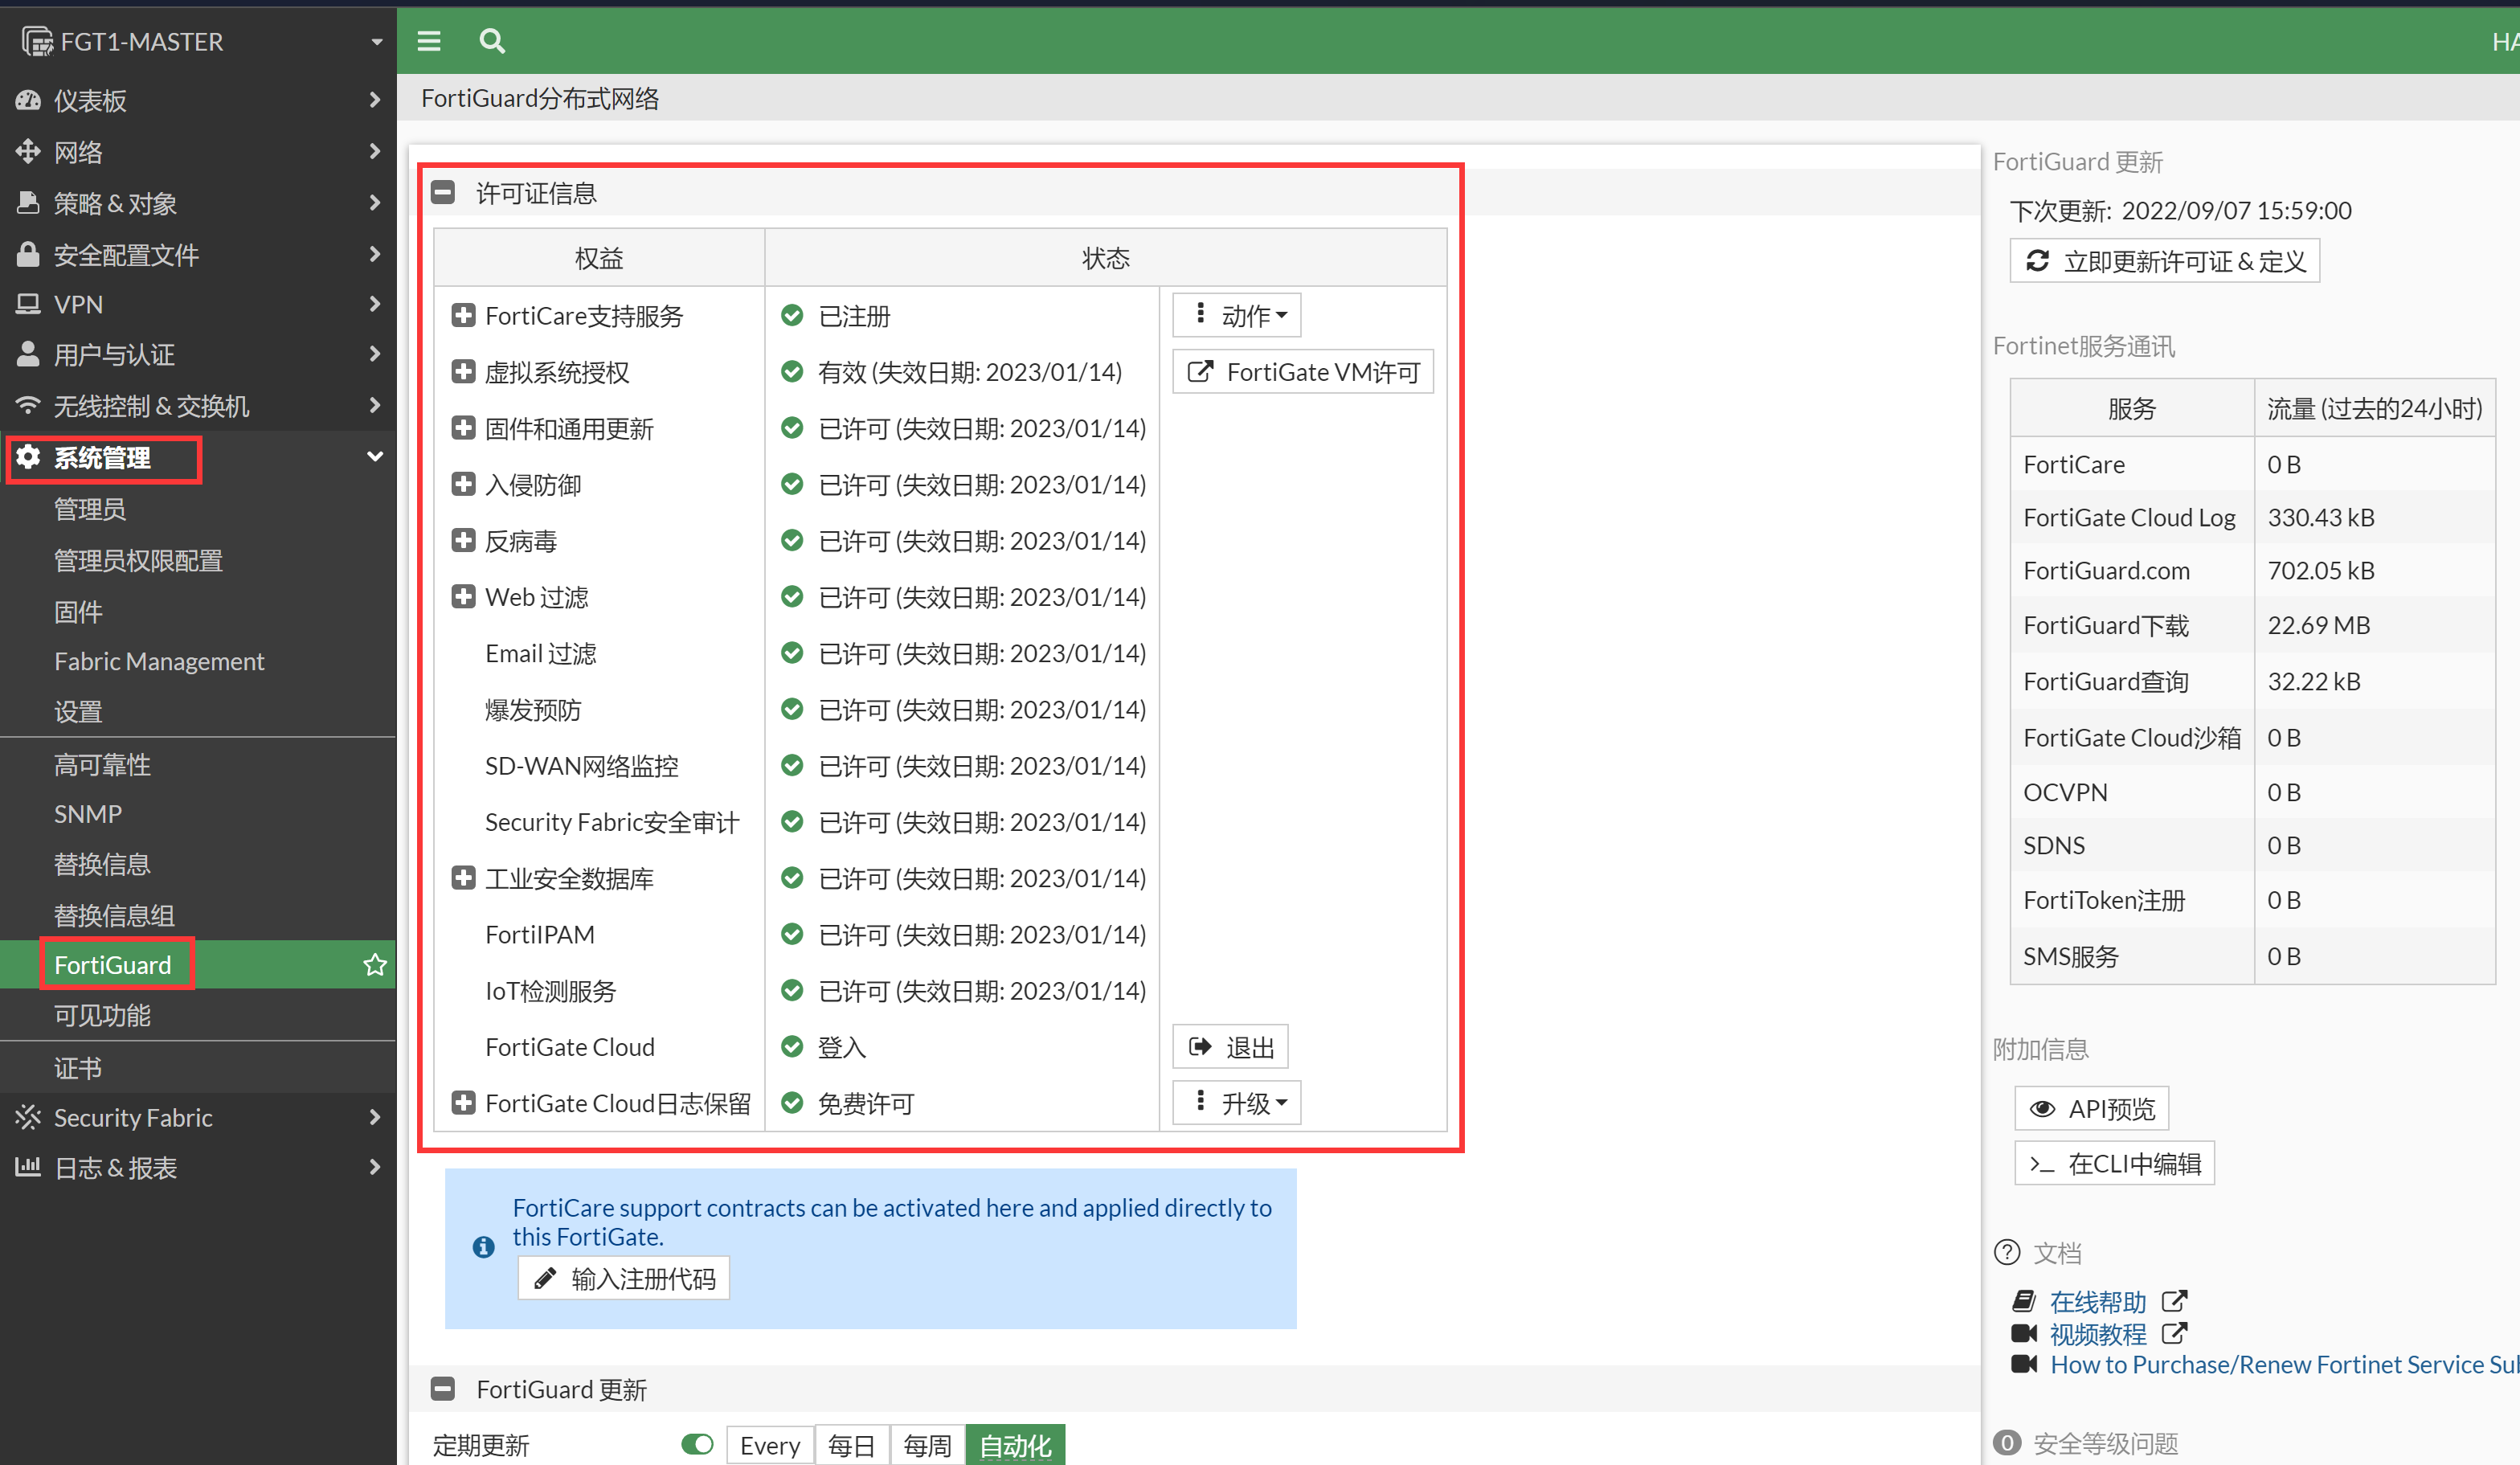 FGT1-MASTER
仪表板
网络
策略 & 对象
安全配置文件
VPN
用户与认证
无线控制 & 交换机
系统管理
管理员
管理员权限配置
固件
Fabric Management
设置
高可靠性
SNMP
替换信息
替换信息组
FortiGuard
可见功能
证书
Security Fabric
日志 & 报表
FortiGuard分布式网络
许可证信息
权益 状态
FortiCare支持服务 已注册 动作
虚拟系统授权 有效 (失效日期: 2023/01/14) FortiGate VM许可
固件和通用更新 已许可 (失效日期: 2023/01/14)
入侵防御 已许可 (失效日期: 2023/01/14)
反病毒 已许可 (失效日期: 2023/01/14)
Web 过滤 已许可 (失效日期: 2023/01/14)
Email 过滤 已许可 (失效日期: 2023/01/14)
爆发预防 已许可 (失效日期: 2023/01/14)
SD-WAN网络监控 已许可 (失效日期: 2023/01/14)
Security Fabric安全审计 已许可 (失效日期: 2023/01/14)
工业安全数据库 已许可 (失效日期: 2023/01/14)
FortiIPAM 已许可 (失效日期: 2023/01/14)
IoT检测服务 已许可 (失效日期: 2023/01/14)
FortiGate Cloud 登入 退出
FortiGate Cloud日志保留 免费许可 升级
FortiCare support contracts can be activated here and applied directly to
this FortiGate.
输入注册代码
FortiGuard 更新
定期更新 Every 每日 每周 自动化
HA
FortiGuard 更新
下次更新: 2022/09/07 15:59:00
立即更新许可证 & 定义
Fortinet服务通讯
服务 流量 (过去的24小时)
FortiCare 0 B
FortiGate Cloud Log 330.43 kB
FortiGuard.com 702.05 kB
FortiGuard下载 22.69 MB
FortiGuard查询 32.22 kB
FortiGate Cloud沙箱 0 B
OCVPN 0 B
SDNS 0 B
FortiToken注册 0 B
SMS服务 0 B
附加信息
API预览
>_ 在CLI中编辑
文档
在线帮助
视频教程
How to Purchase/Renew Fortinet Service Sul
0 安全等级问题